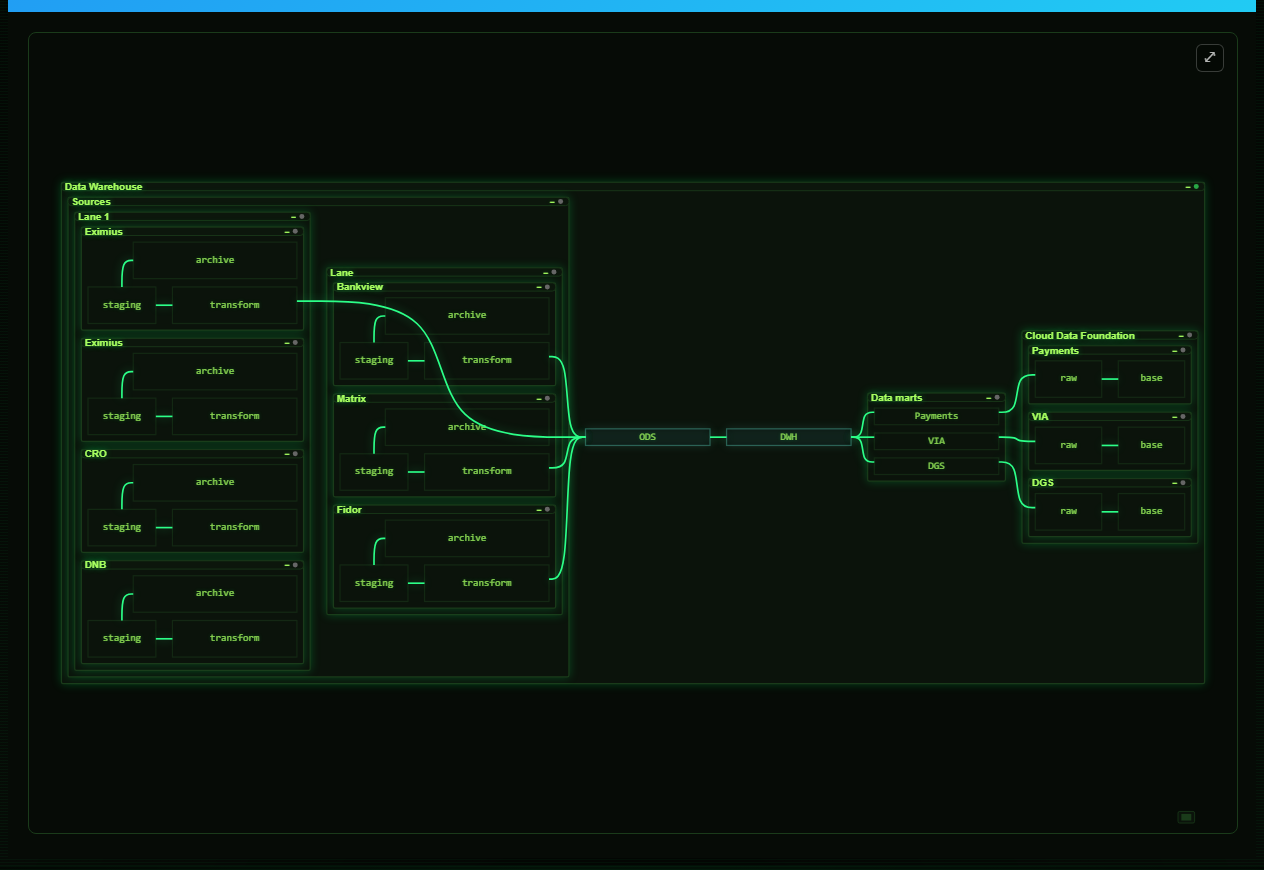 Data Warehouse
Sources
Lane 1
Eximius
archive
staging
transform
Eximius
archive
staging
transform
CRO
archive
staging
transform
DNB
archive
staging
transform
Lane
Bankview
archive
staging
transform
Matrix
archive
staging
transform
Fidor
archive
staging
transform
ODS
DWH
Data marts
Payments
VIA
DGS
Cloud Data Foundation
Payments
raw
base
VIA
raw
base
DGS
raw
base